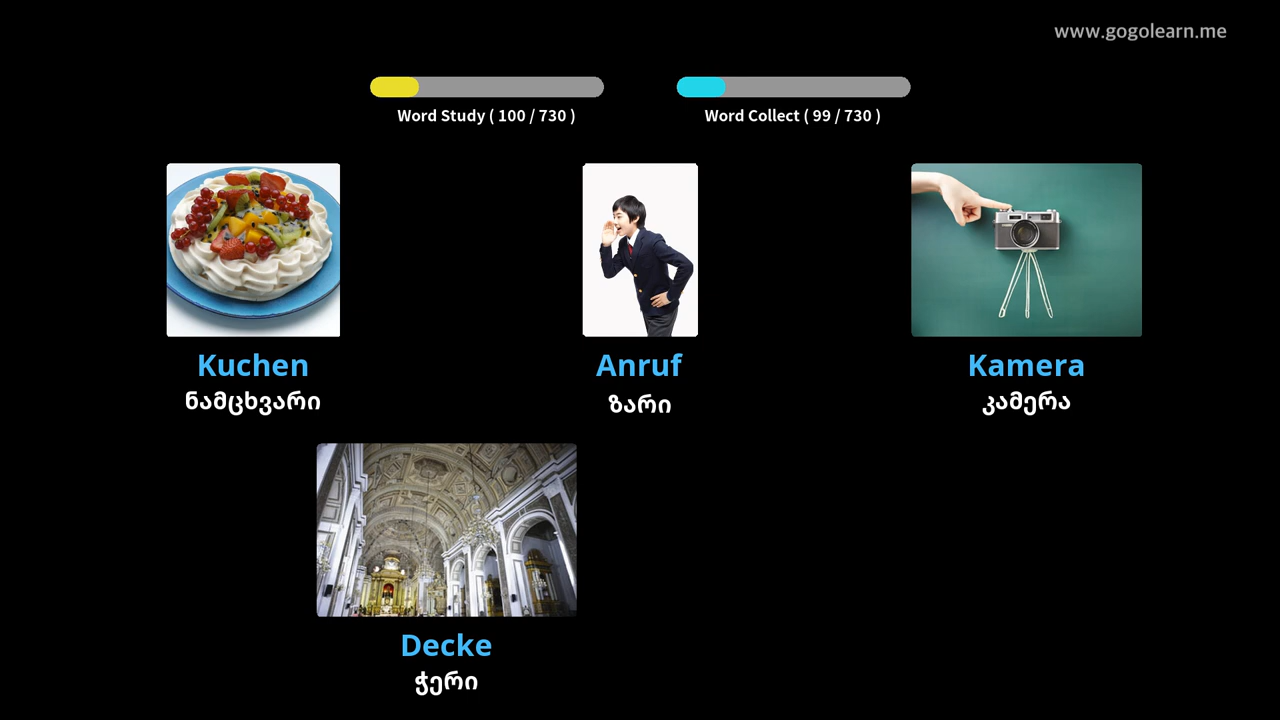 www.gogolearn.me
Word Study ( 100 / 730 )
Word Collect ( 99 / 730 )
Kuchen
ნამცხვარი
Anruf
ზარი
Kamera
კამერა
Decke
ჭერი